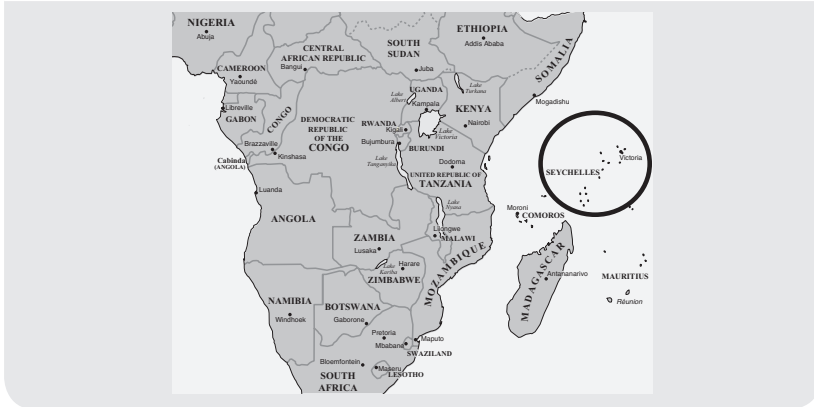 NIGERIA
Abuja
ETHIOPIA
Addis Ababa
CENTRAL
AFRICAN REPUBLIC
Bangui
SOUTH
SUDAN
Juba
SOMALIA
CAMEROON
Yaoundé
Lake
Turkana
UGANDA
Lake
Albert
Kampala
KENYA
Mogadishu
Libreville
GABON
CONGO
DEMOCRATIC
REPUBLIC
OF THE
CONGO
RWANDA
Kigali
Nairobi
Lake
Victoria
Brazzaville
Kinshasa
Bujumbura
BURUNDI
Cabinda
(ANGOLA)
Lake
Tanganyika
Dodoma
UNITED REPUBLIC OF
TANZANIA
Victoria
SEYCHELLES
Luanda
Lake
Nyasa
Moroni
COMOROS
ANGOLA
ZAMBIA
Lusaka
Lilongwe
MALAWI
Lake
Kariba
Harare
ZIMBABWE
MOZAMBIQUE
MADAGASCAR
Antananarivo
MAURITIUS
Réunion
NAMIBIA
Windhoek
BOTSWANA
Gaborone
Pretoria
Mbabane
Maputo
SWAZILAND
Bloemfontein
Maseru
LESOTHO
SOUTH
AFRICA